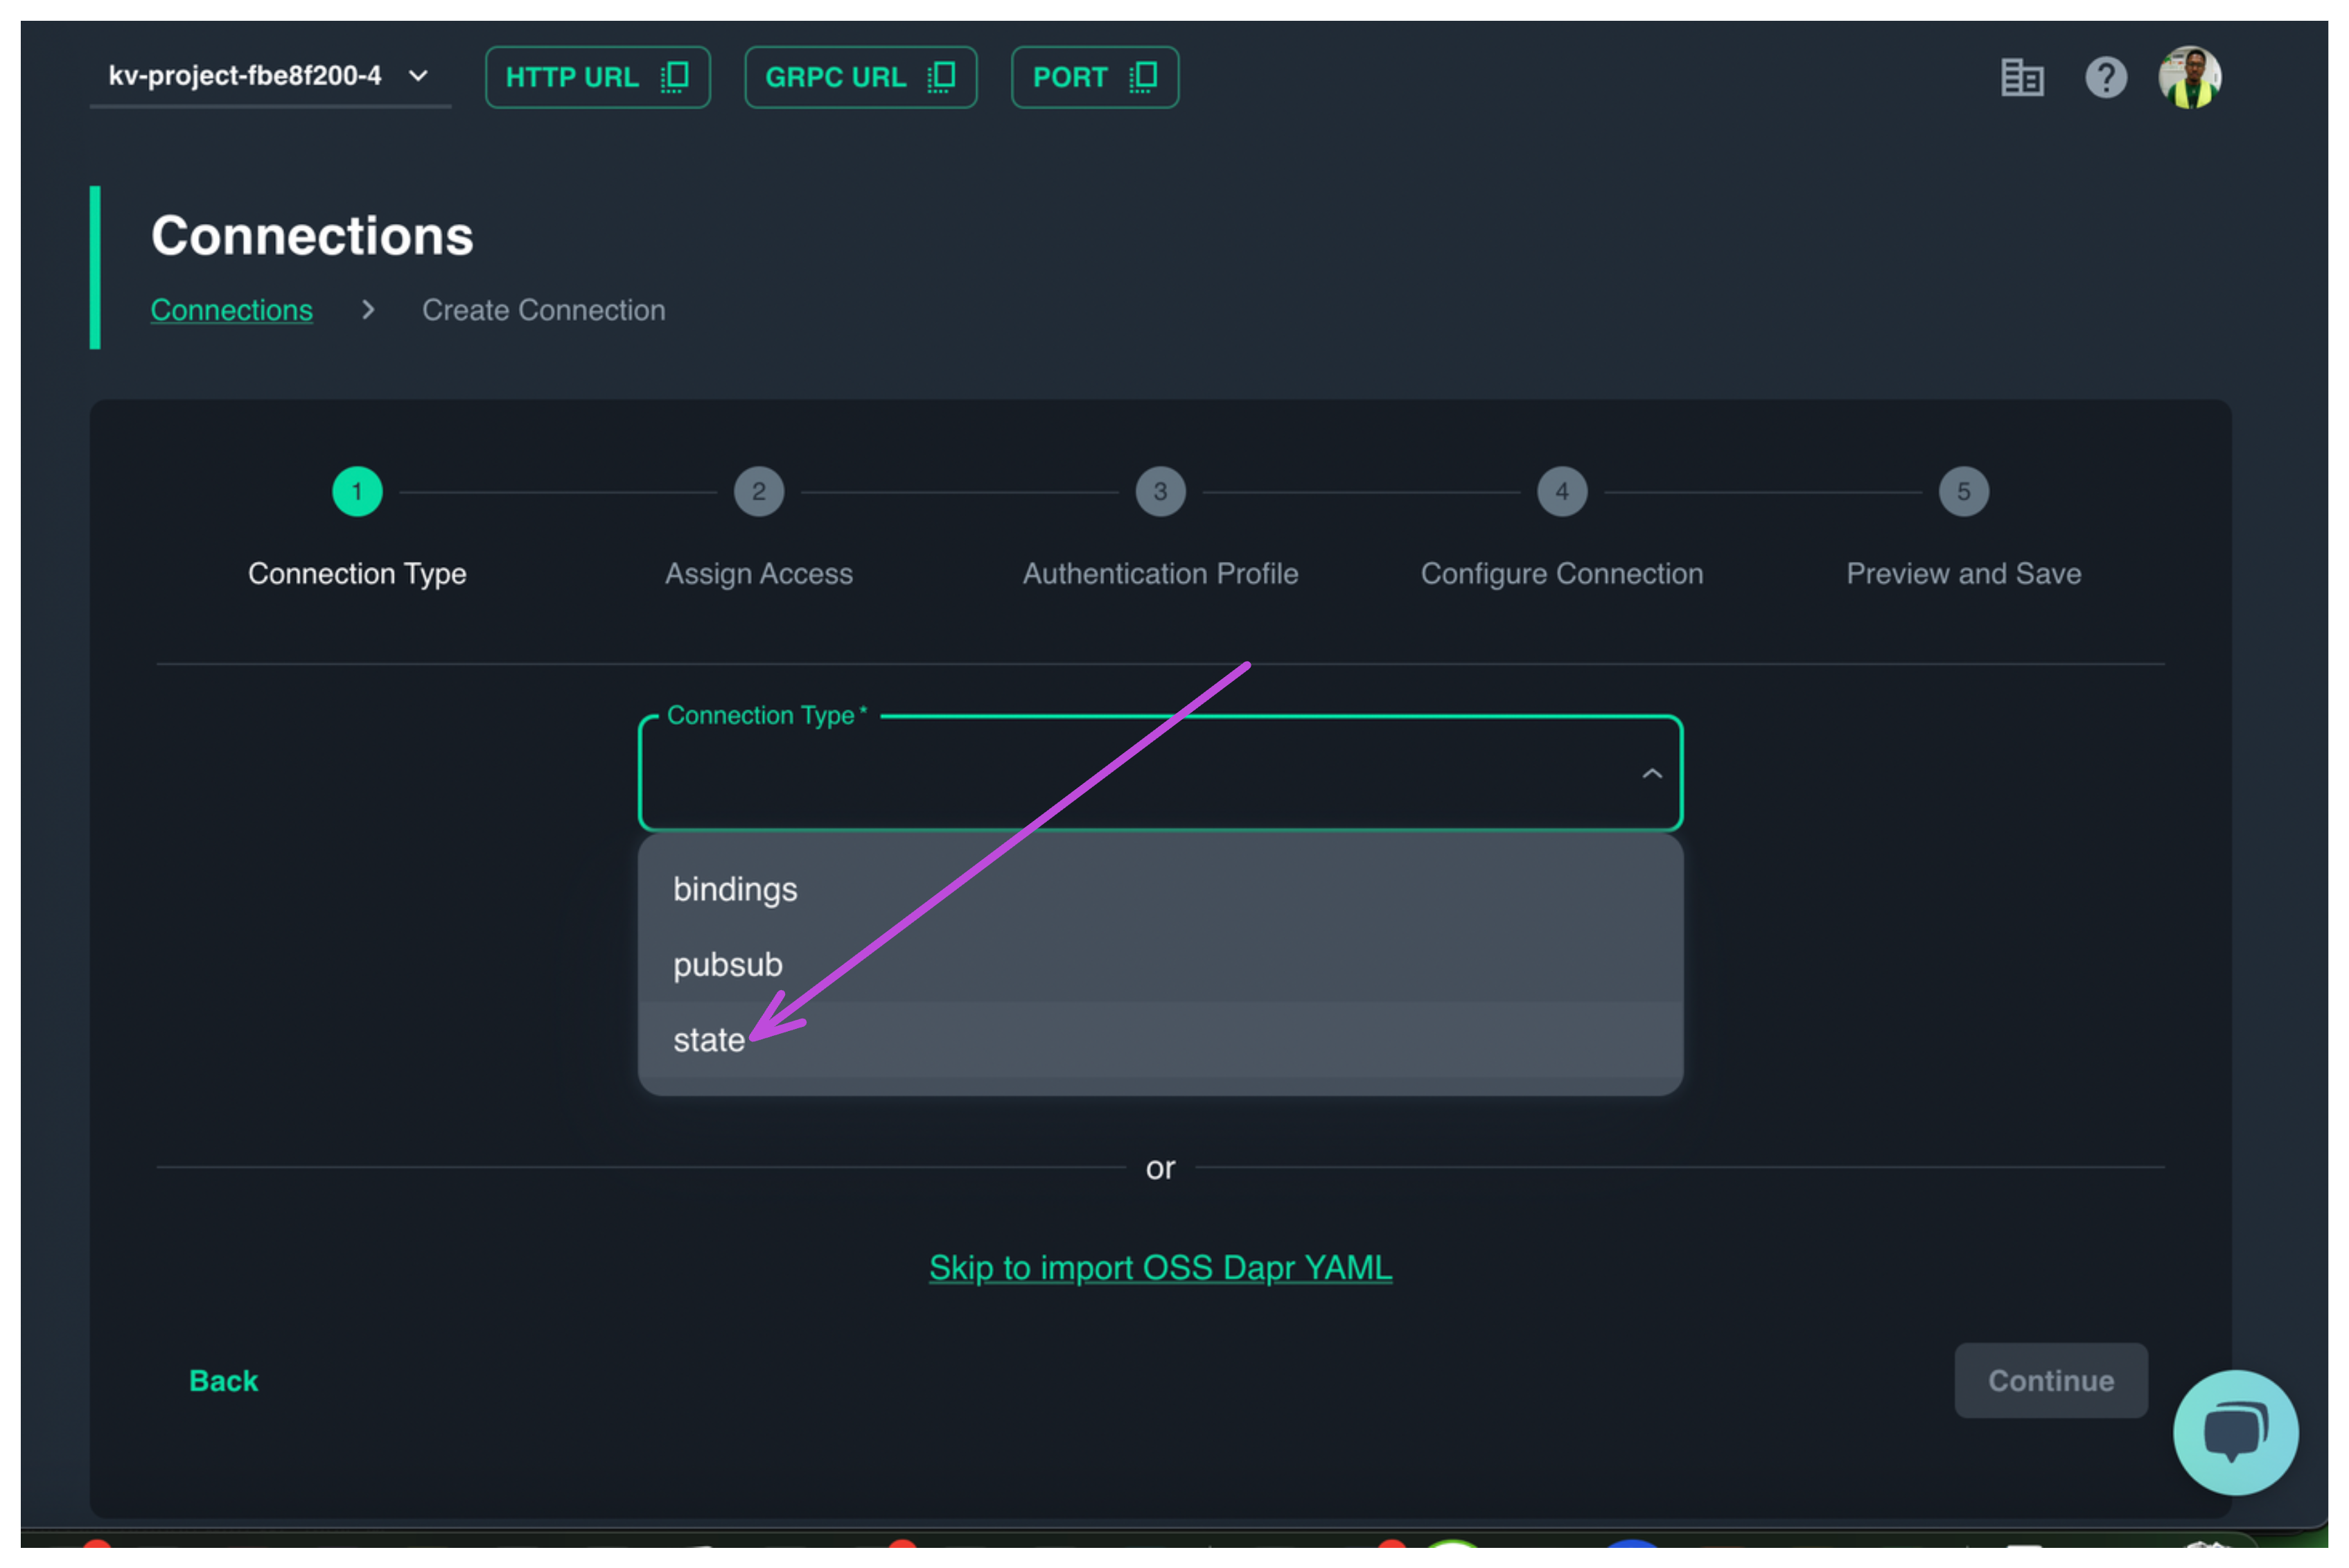 kv-project-fbe8f200-4 HTTP URL GRPC URL PORT
Connections
Connections > Create Connection
1 2 3 4 5
Connection Type Assign Access Authentication Profile Configure Connection Preview and Save
Connection Type *
bindings
pubsub
state
or
Skip to import OSS Dapr YAML
Back Continue